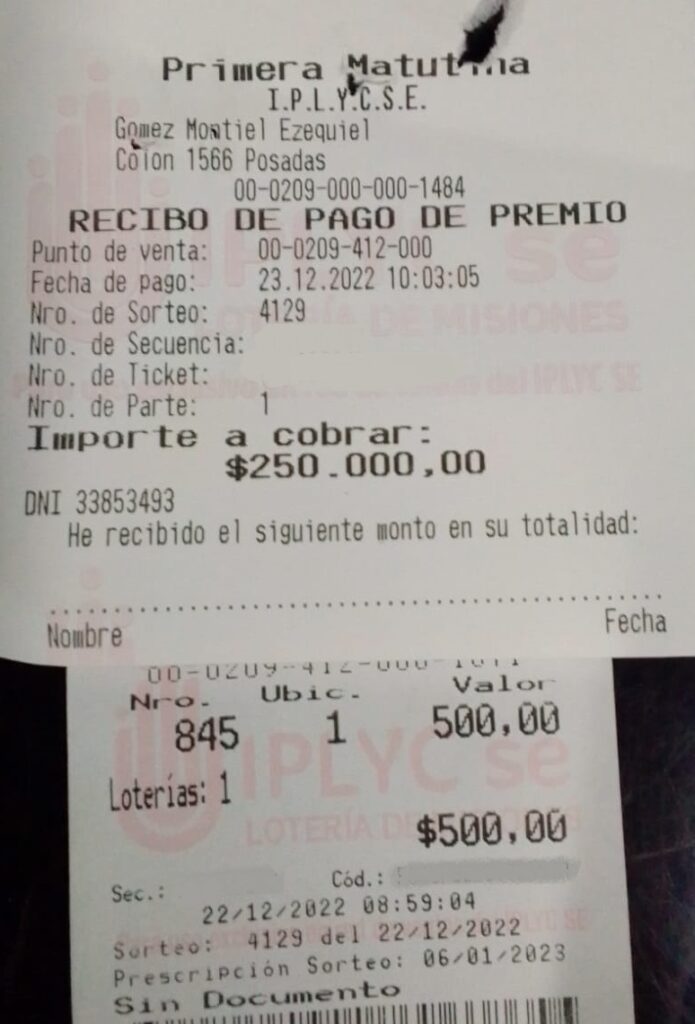 Primera Matutina
I.P.L.Y.C.S.E.
Gomez Montiel Ezequiel
Colon 1566 Posadas
00-0209-000-000-1484
RECIBO DE PAGO DE PREMIO
Punto de venta: 00-0209-412-000
Fecha de pago: 23.12.2022 10:03:05
Nro. de Sorteo: 4129
Nro. de Secuencia:
Nro. de Ticket:
Nro. de Parte: 1
Importe a cobrar:
$250.000,00
DNI 33853493
He recibido el siguiente monto en su totalidad:
Nombre Fecha
Nro. Ubic. Valor
845 1 500,00
IPLYC se
Loterías: 1
LOTERÍA DE
$500,00
Sec.: Cód.:
22/12/2022 08:59:04
Sorteo: 4129 del 22/12/2022
Prescripción Sorteo: 06/01/2023
Sin Documento